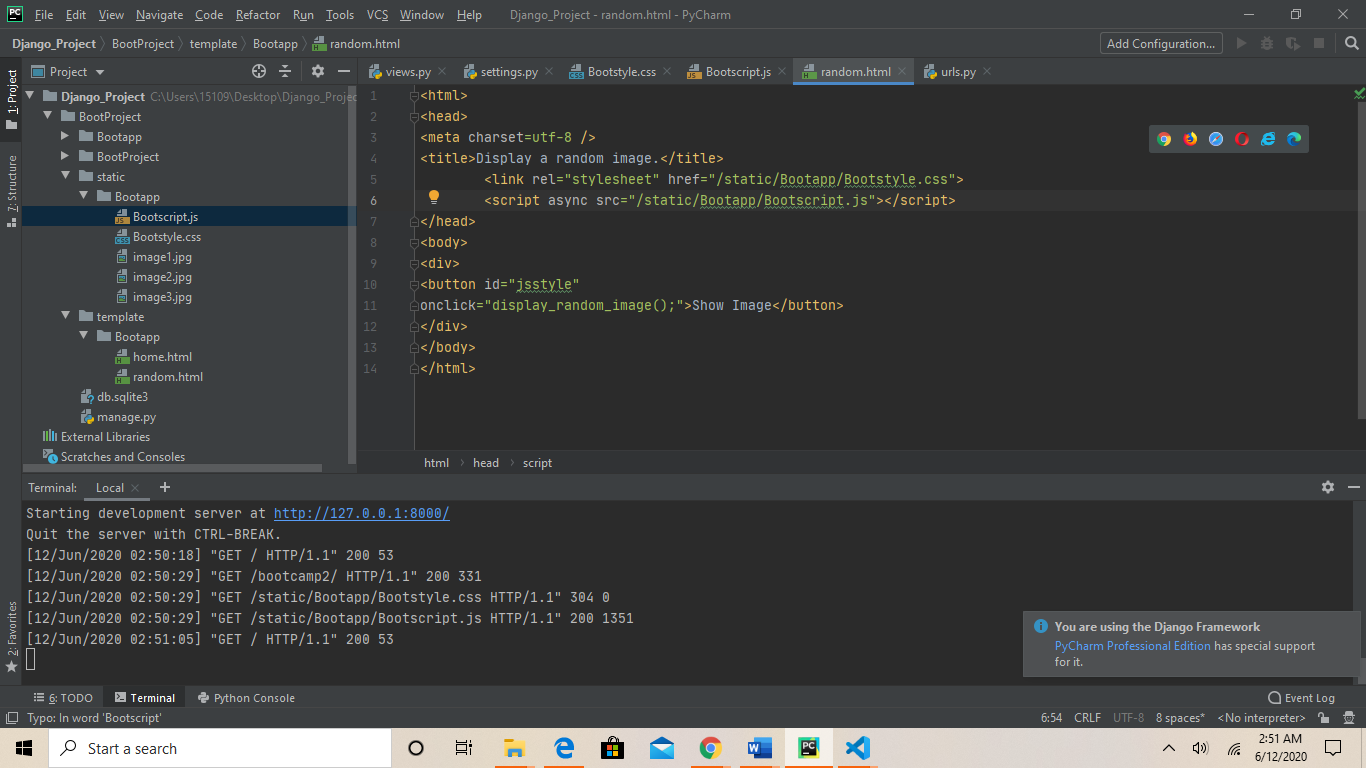 PC File Edit View Navigate Code Refactor Run Tools VCS Window Help Django_Project - random.html - PyCharm
Django_Project BootProject template Bootapp random.html Add Configuration...
1: Project
7: Structure
2: Favorites
Project
Django_Project C:\Users\15109\Desktop\Django_Projec
BootProject
Bootapp
BootProject
static
Bootapp
Bootscript.js
Bootstyle.css
image1.jpg
image2.jpg
image3.jpg
template
Bootapp
home.html
random.html
db.sqlite3
manage.py
External Libraries
Scratches and Consoles
views.py settings.py Bootstyle.css Bootscript.js random.html urls.py
1 <html>
2 <head>
3 <meta charset=utf-8 />
4 <title>Display a random image.</title>
5 <link rel="stylesheet" href="/static/Bootapp/Bootstyle.css">
6 <script async src="/static/Bootapp/Bootscript.js"></script>
7 </head>
8 <body>
9 <div>
10 <button id="jsstyle"
11 onclick="display_random_image();">Show Image</button>
12 </div>
13 </body>
14 </html>
html head script
Terminal: Local
Starting development server at http://127.0.0.1:8000/
Quit the server with CTRL-BREAK.
[12/Jun/2020 02:50:18] "GET / HTTP/1.1" 200 53
[12/Jun/2020 02:50:29] "GET /bootcamp2/ HTTP/1.1" 200 331
[12/Jun/2020 02:50:29] "GET /static/Bootapp/Bootstyle.css HTTP/1.1" 304 0
[12/Jun/2020 02:50:29] "GET /static/Bootapp/Bootscript.js HTTP/1.1" 200 1351
[12/Jun/2020 02:51:05] "GET / HTTP/1.1" 200 53
You are using the Django Framework
PyCharm Professional Edition has special support
for it.
6: TODO Terminal Python Console Event Log
Typo: In word 'Bootscript' 6:54 CRLF UTF-8 8 spaces* <No interpreter>
Start a search
2:51 AM
6/12/2020